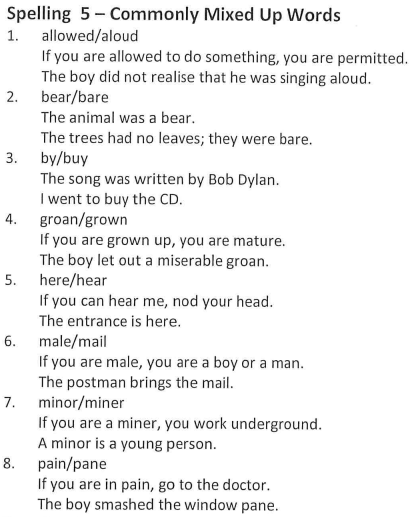 Spelling  5 – Commonly Mixed Up Words
1. allowed/aloud
If you are allowed to do something, you are permitted.
The boy did not realise that he was singing aloud.
2. bear/bare
The animal was a bear.
The trees had no leaves; they were bare.
3. by/buy
The song was written by Bob Dylan.
I went to buy the CD.
4. groan/grown
If you are grown up, you are mature.
The boy let out a miserable groan.
5. here/hear
If you can hear me, nod your head.
The entrance is here.
6. male/mail
If you are male, you are a boy or a man.
The postman brings the mail.
7. minor/miner
If you are a miner, you work underground.
A minor is a young person.
8. pain/pane
If you are in pain, go to the doctor.
The boy smashed the window pane.